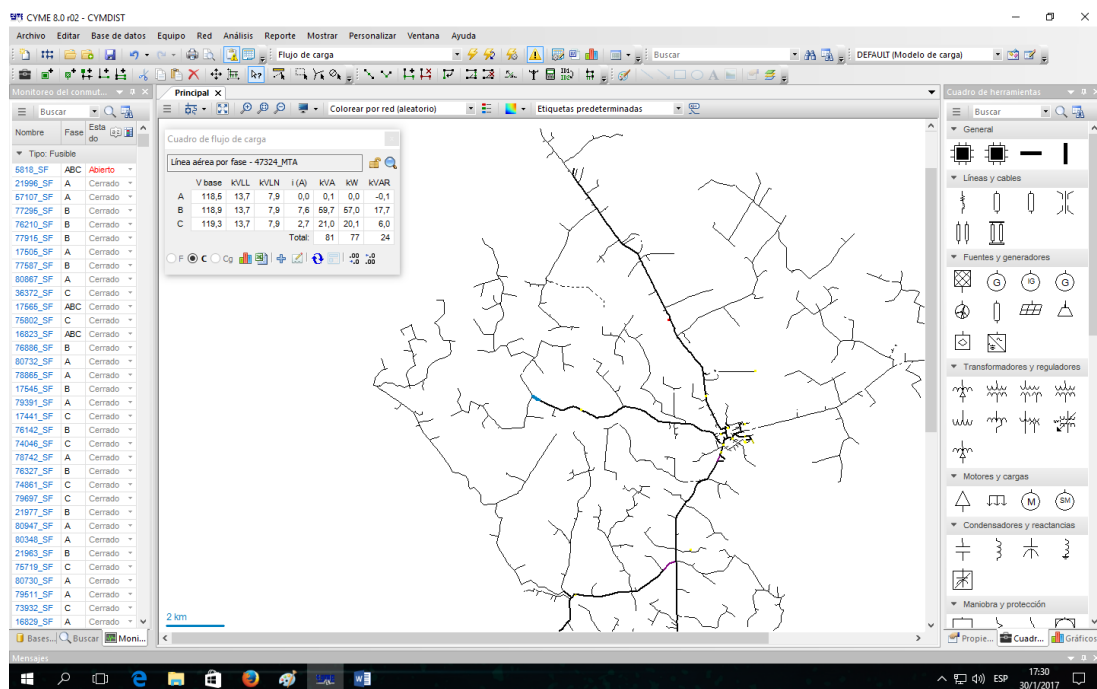 CYME 8.0 r02 - CYMDIST
Archivo Editar Base de datos Equipo Red Análisis Reporte Mostrar Personalizar Ventana Ayuda
Flujo de carga
Buscar
DEFAULT (Modelo de carga)
Monitoreo del conmut...
Principal
Cuadro de herramientas
Buscar
Colorear por red (aleatorio)
Etiquetas predeterminadas
Buscar
Nombre Fase Estado
Tipo: Fusible
5818_SF ABC Abierto
21996_SF A Cerrado
57107_SF A Cerrado
77295_SF B Cerrado
76210_SF B Cerrado
77915_SF B Cerrado
17505_SF A Cerrado
77587_SF B Cerrado
80867_SF A Cerrado
36372_SF C Cerrado
17565_SF ABC Cerrado
75802_SF C Cerrado
16823_SF ABC Cerrado
76886_SF B Cerrado
80732_SF A Cerrado
78865_SF A Cerrado
17545_SF B Cerrado
79391_SF A Cerrado
17441_SF C Cerrado
76142_SF B Cerrado
74046_SF C Cerrado
78742_SF A Cerrado
76327_SF B Cerrado
74861_SF C Cerrado
79697_SF C Cerrado
21977_SF B Cerrado
80947_SF A Cerrado
80348_SF A Cerrado
21963_SF B Cerrado
75719_SF C Cerrado
80730_SF A Cerrado
79511_SF A Cerrado
73932_SF C Cerrado
16829_SF A Cerrado
Bases... Buscar Moni...
Cuadro de flujo de carga
Línea aérea por fase - 47324_MTA
V base kVLL kVLN i (A) kVA kW kVAR
A 118,5 13,7 7,9 0,0 0,1 0,0 -0,1
B 118,9 13,7 7,9 7,6 59,7 57,0 17,7
C 119,3 13,7 7,9 2,7 21,0 20,1 6,0
Total: 81 77 24
F C Cg
2 km
General
Líneas y cables
Fuentes y generadores
Transformadores y reguladores
Motores y cargas
Condensadores y reactancias
Maniobra y protección
Propie... Cuadr... Gráficos
Mensajes
ESP
17:30
30/1/2017